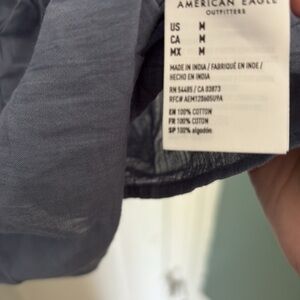 AMERICAN EAGLE
OUTFITTERS
US M
CA M
MX M
MADE IN INDIA / FABRIQUÉ EN INDE /
HECHO EN INDIA
RN 54485 / CA 03873
RFC# AEM120605U9A
EN 100% COTTON
FR 100% COTON
SP 100% algodón